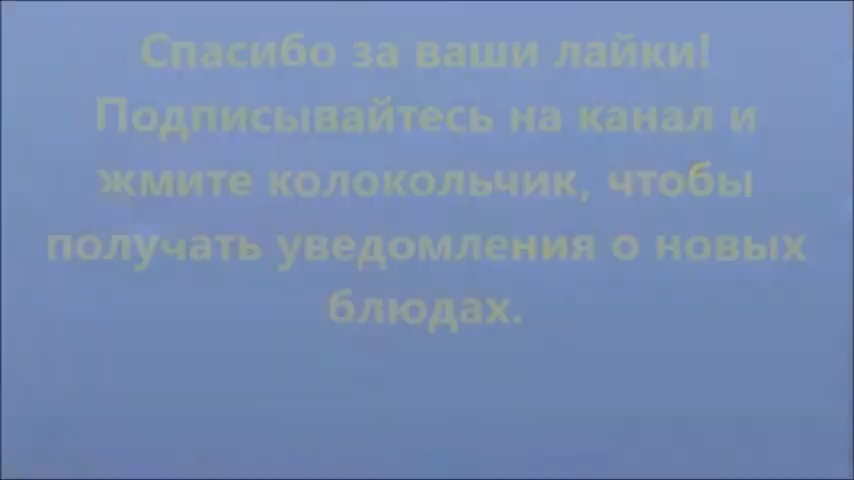 Спасибо за ваши лайки!
Подписывайтесь на канал и
жмите колокольчик, чтобы
получать уведомления о новых
блюдах.